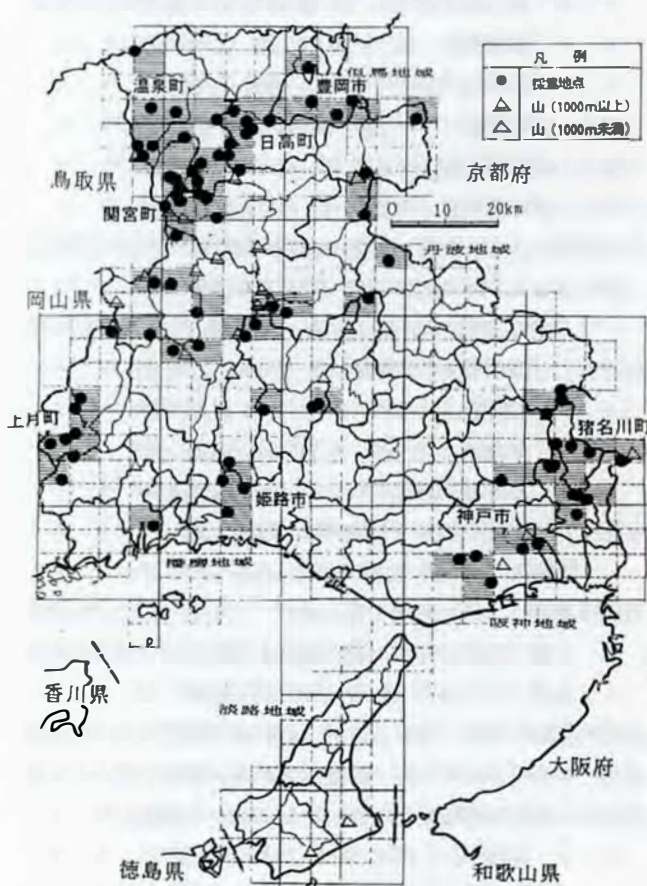 凡 例
採集地点
山 (1000m以上)
山 (1000m未満)
但馬地域
温泉町
豊岡市
日高町
鳥取県
京都府
関宮町
0 10 20km
丹波地域
岡山県
上月町
猪名川町
姫路市
神戸市
播磨地域
阪神地域
香川県
淡路地域
大阪府
徳島県
和歌山県